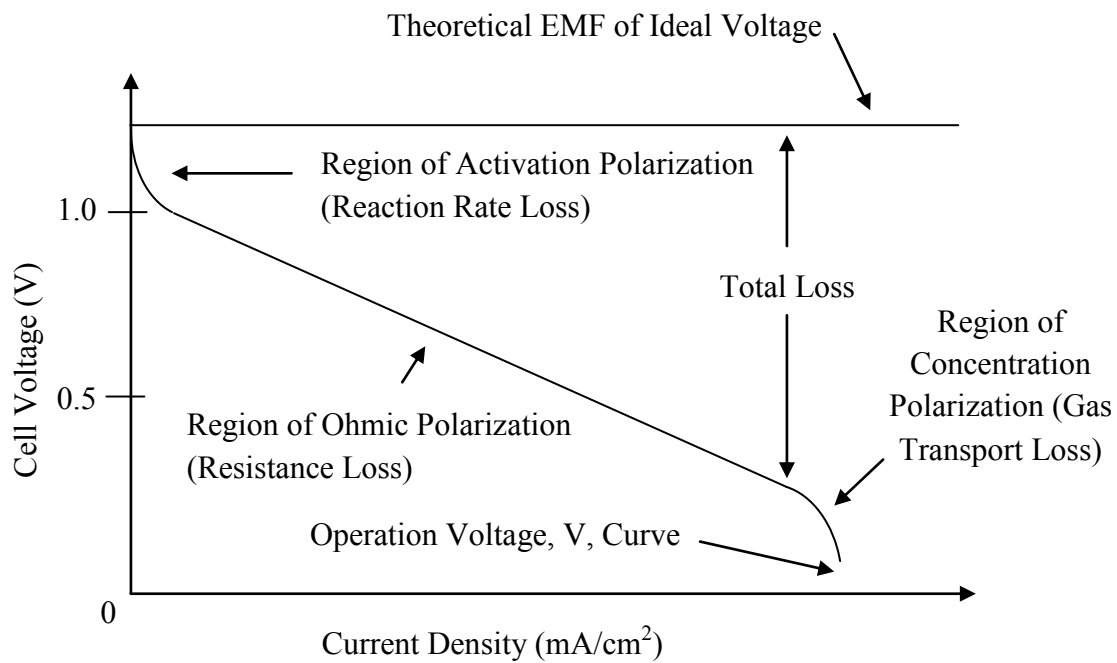 Theoretical EMF of Ideal Voltage
Region of Activation Polarization
(Reaction Rate Loss)
1.0
Total Loss
Cell Voltage (V)
Region of
Concentration
Polarization (Gas
Transport Loss)
0.5
Region of Ohmic Polarization
(Resistance Loss)
Operation Voltage, V, Curve
0
Current Density (mA/cm²)